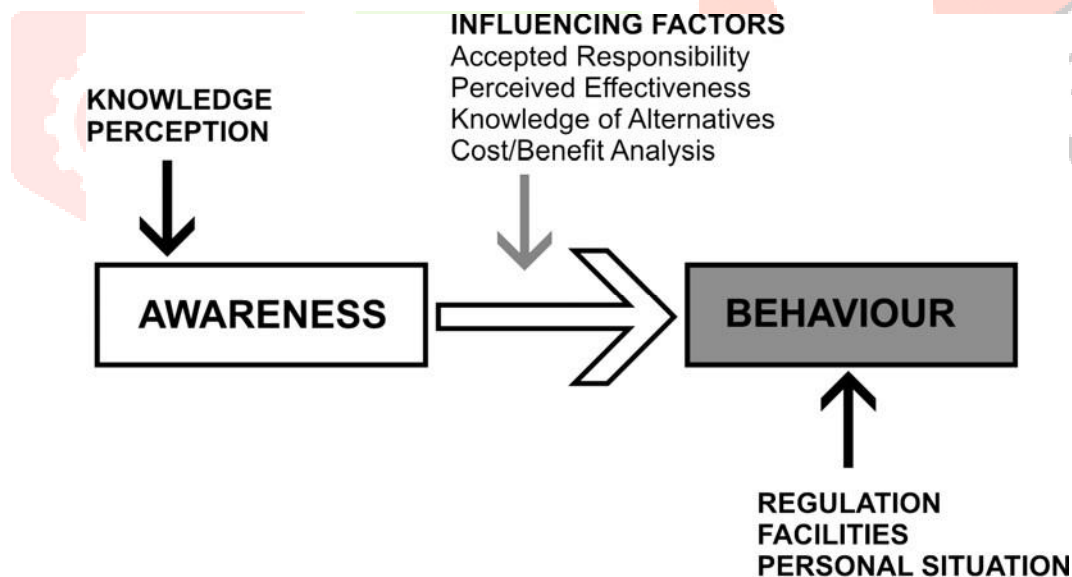 INFLUENCING FACTORS
Accepted Responsibility
Perceived Effectiveness
Knowledge of Alternatives
Cost/Benefit Analysis
KNOWLEDGE
PERCEPTION
AWARENESS
BEHAVIOUR
REGULATION
FACILITIES
PERSONAL SITUATION